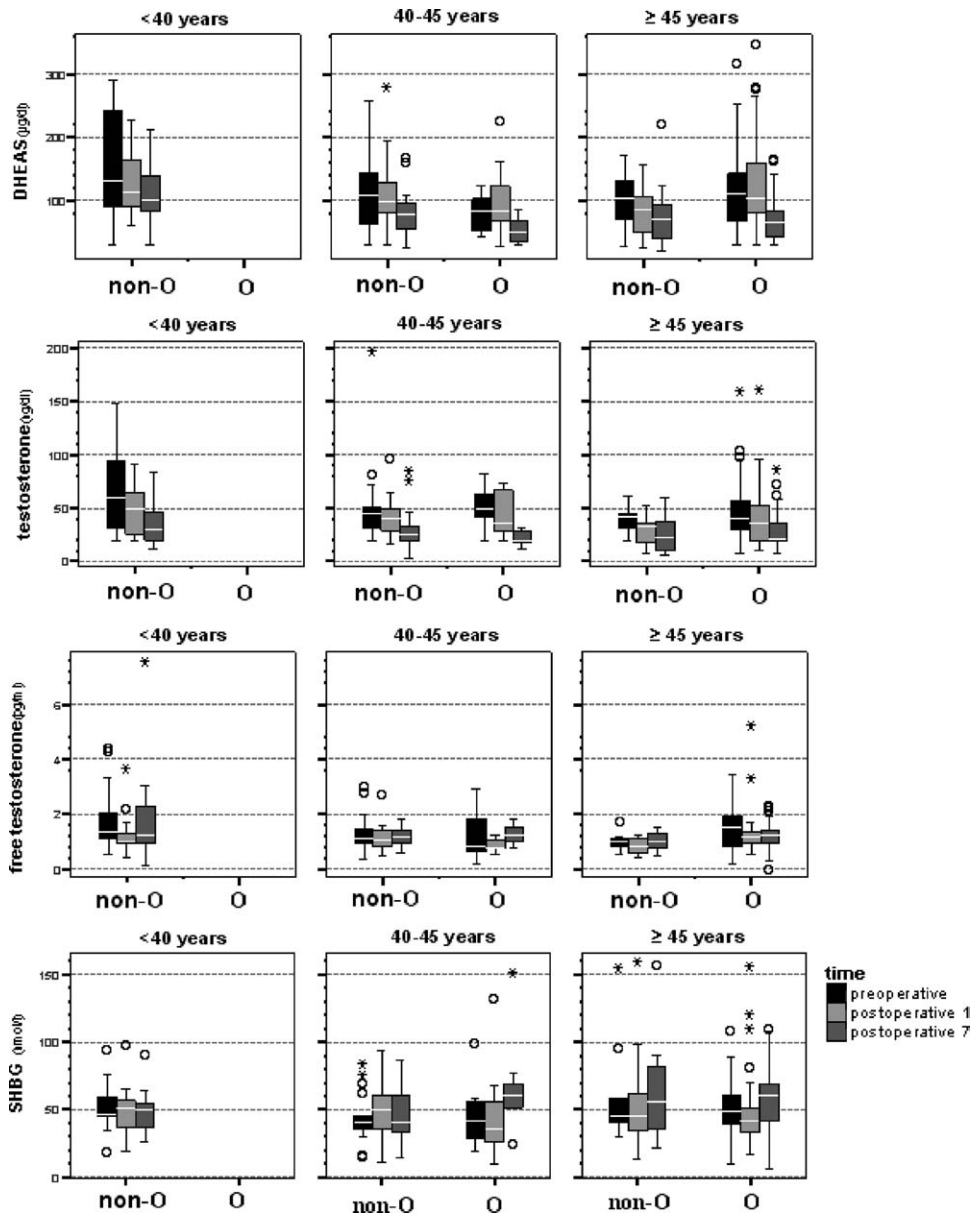 <40 years 40-45 years ≥ 45 years
DHEAS (µg/dl)
300
200
100
non-O O non-O O non-O O
<40 years 40-45 years ≥ 45 years
testosterone (ng/dl)
200
150
100
50
0
non-O O non-O O non-O O
<40 years 40-45 years ≥ 45 years
free testosterone (pg/ml)
6
4
2
0
non-O O non-O O non-O O
<40 years 40-45 years ≥ 45 years
SHBG (nmol/l)
150
100
50
0
non-O O non-O O non-O O
time
preoperative
postoperative 1
postoperative 7